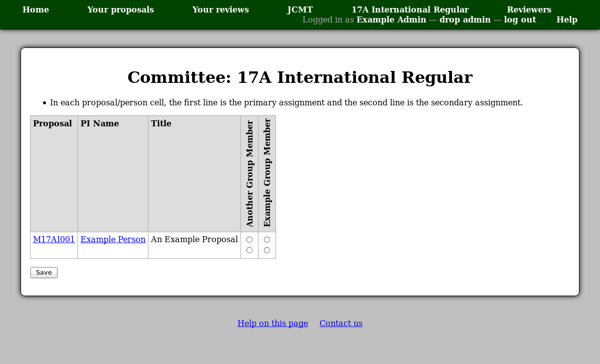 Home Your proposals Your reviews JCMT 17A International Regular Reviewers
Logged in as Example Admin — drop admin — log out Help
Committee: 17A International Regular
• In each proposal/person cell, the first line is the primary assignment and the second line is the secondary assignment.
Proposal PI Name Title Another Group Member Example Group Member
M17AI001 Example Person An Example Proposal
Save
Help on this page Contact us